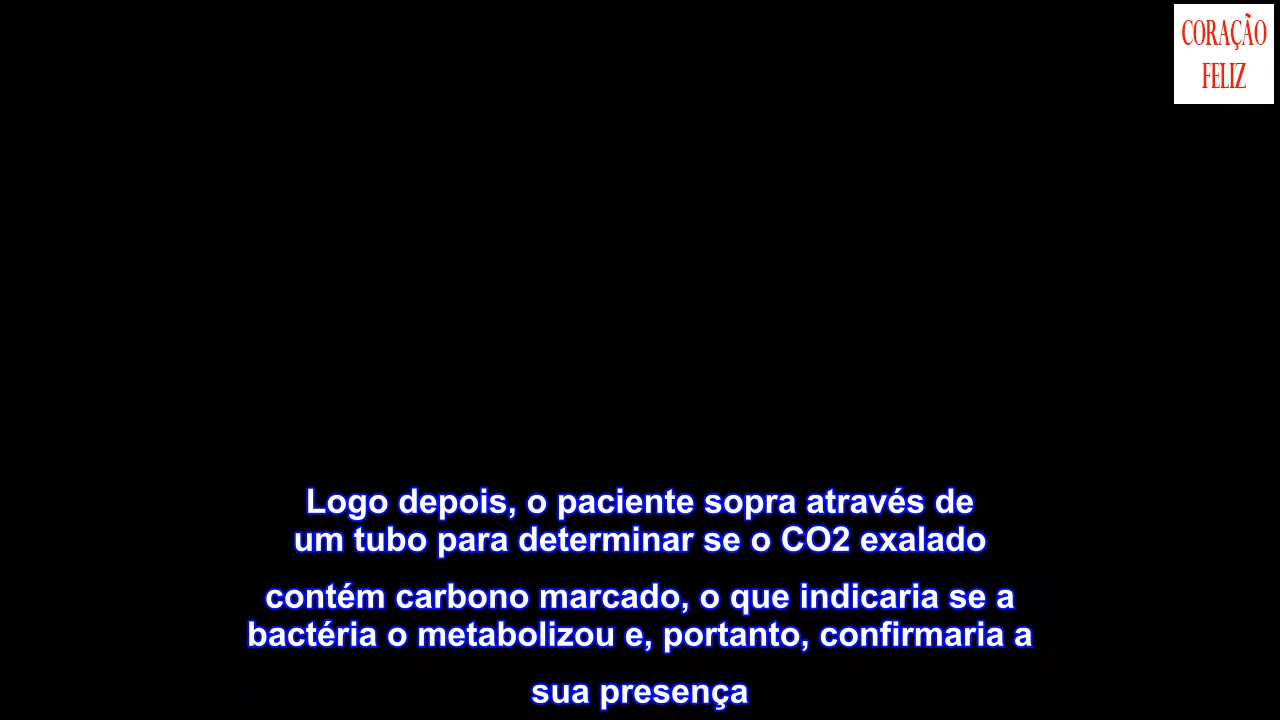 CORAÇÃO
FELIZ
Logo depois, o paciente sopra através de
um tubo para determinar se o CO2 exalado
contém carbono marcado, o que indicaria se a
bactéria o metabolizou e, portanto, confirmaria a
sua presença